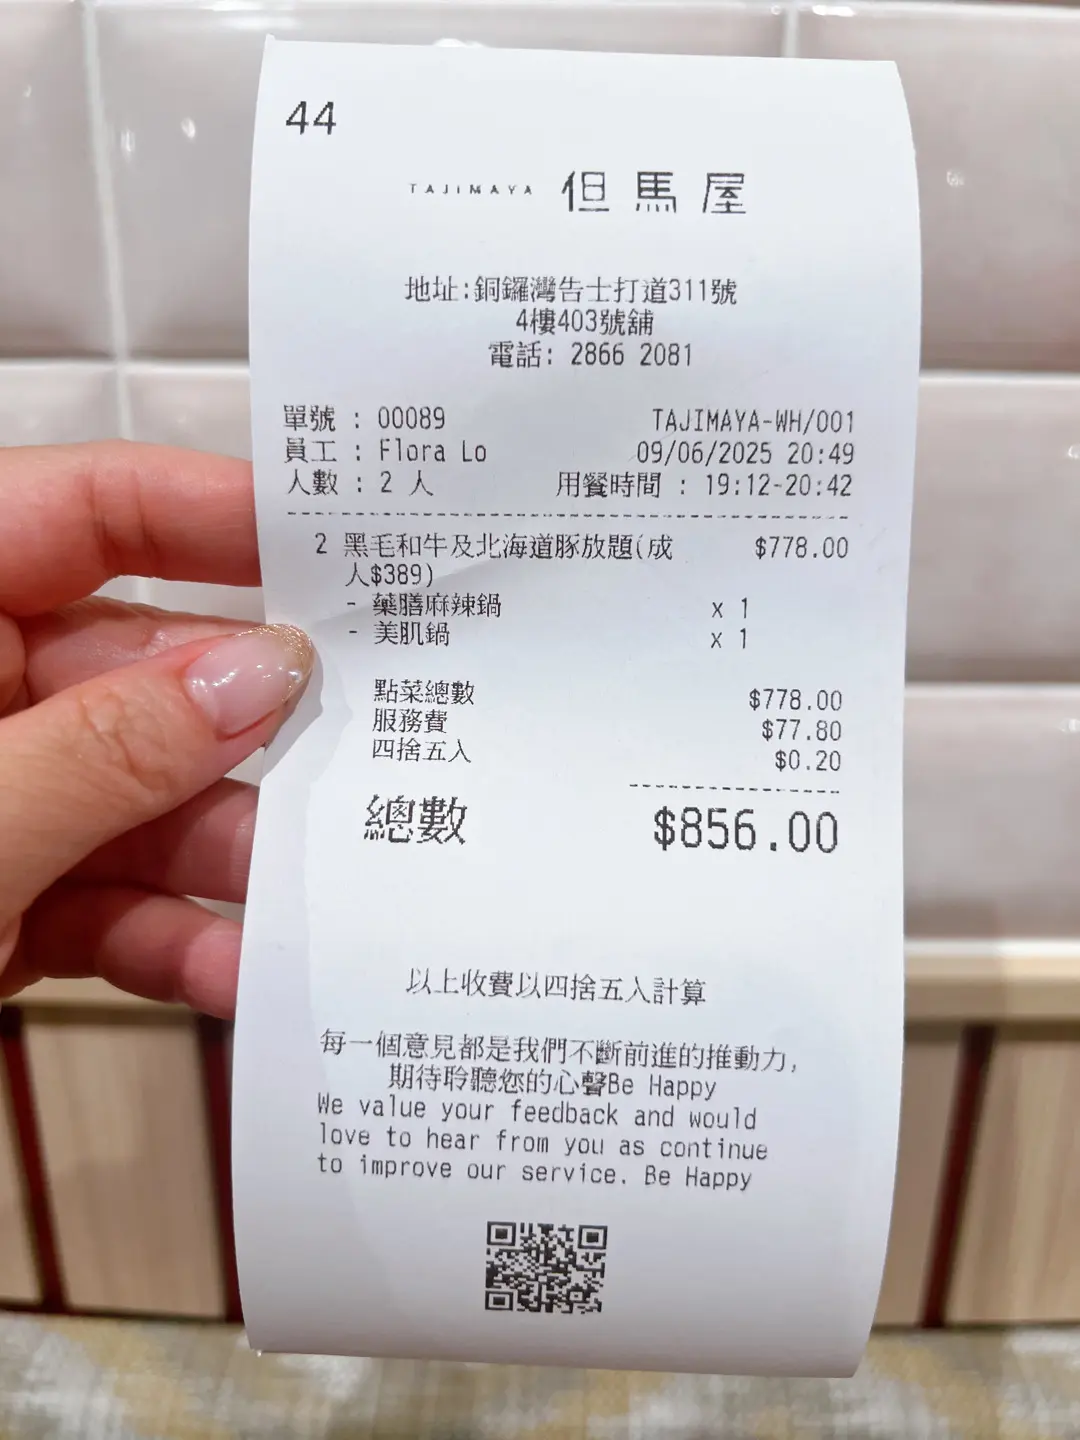 44
TAJIMAYA 但馬屋
地址:銅鑼灣告士打道311號
4樓403號舖
電話: 2866 2081
單號 : 00089 TAJIMAYA-WH/001
員工 : Flora Lo 09/06/2025 20:49
人數 : 2 人 用餐時間 : 19:12-20:42
2 黑毛和牛及北海道豚放題(成 $778.00
人$389)
- 藥膳麻辣鍋 x 1
- 美肌鍋 x 1
點菜總數 $778.00
服務費 $77.80
四捨五入 $0.20
總數 $856.00
以上收費以四捨五入計算
每一個意見都是我們不斷前進的推動力,
期待聆聽您的心聲Be Happy
We value your feedback and would
love to hear from you as continue
to improve our service. Be Happy